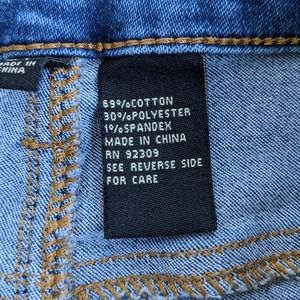 MADE IN
CHINA
69%COTTON
30%POLYESTER
1%SPANDEX
MADE IN CHINA
RN 92309
SEE REVERSE SIDE
FOR CARE